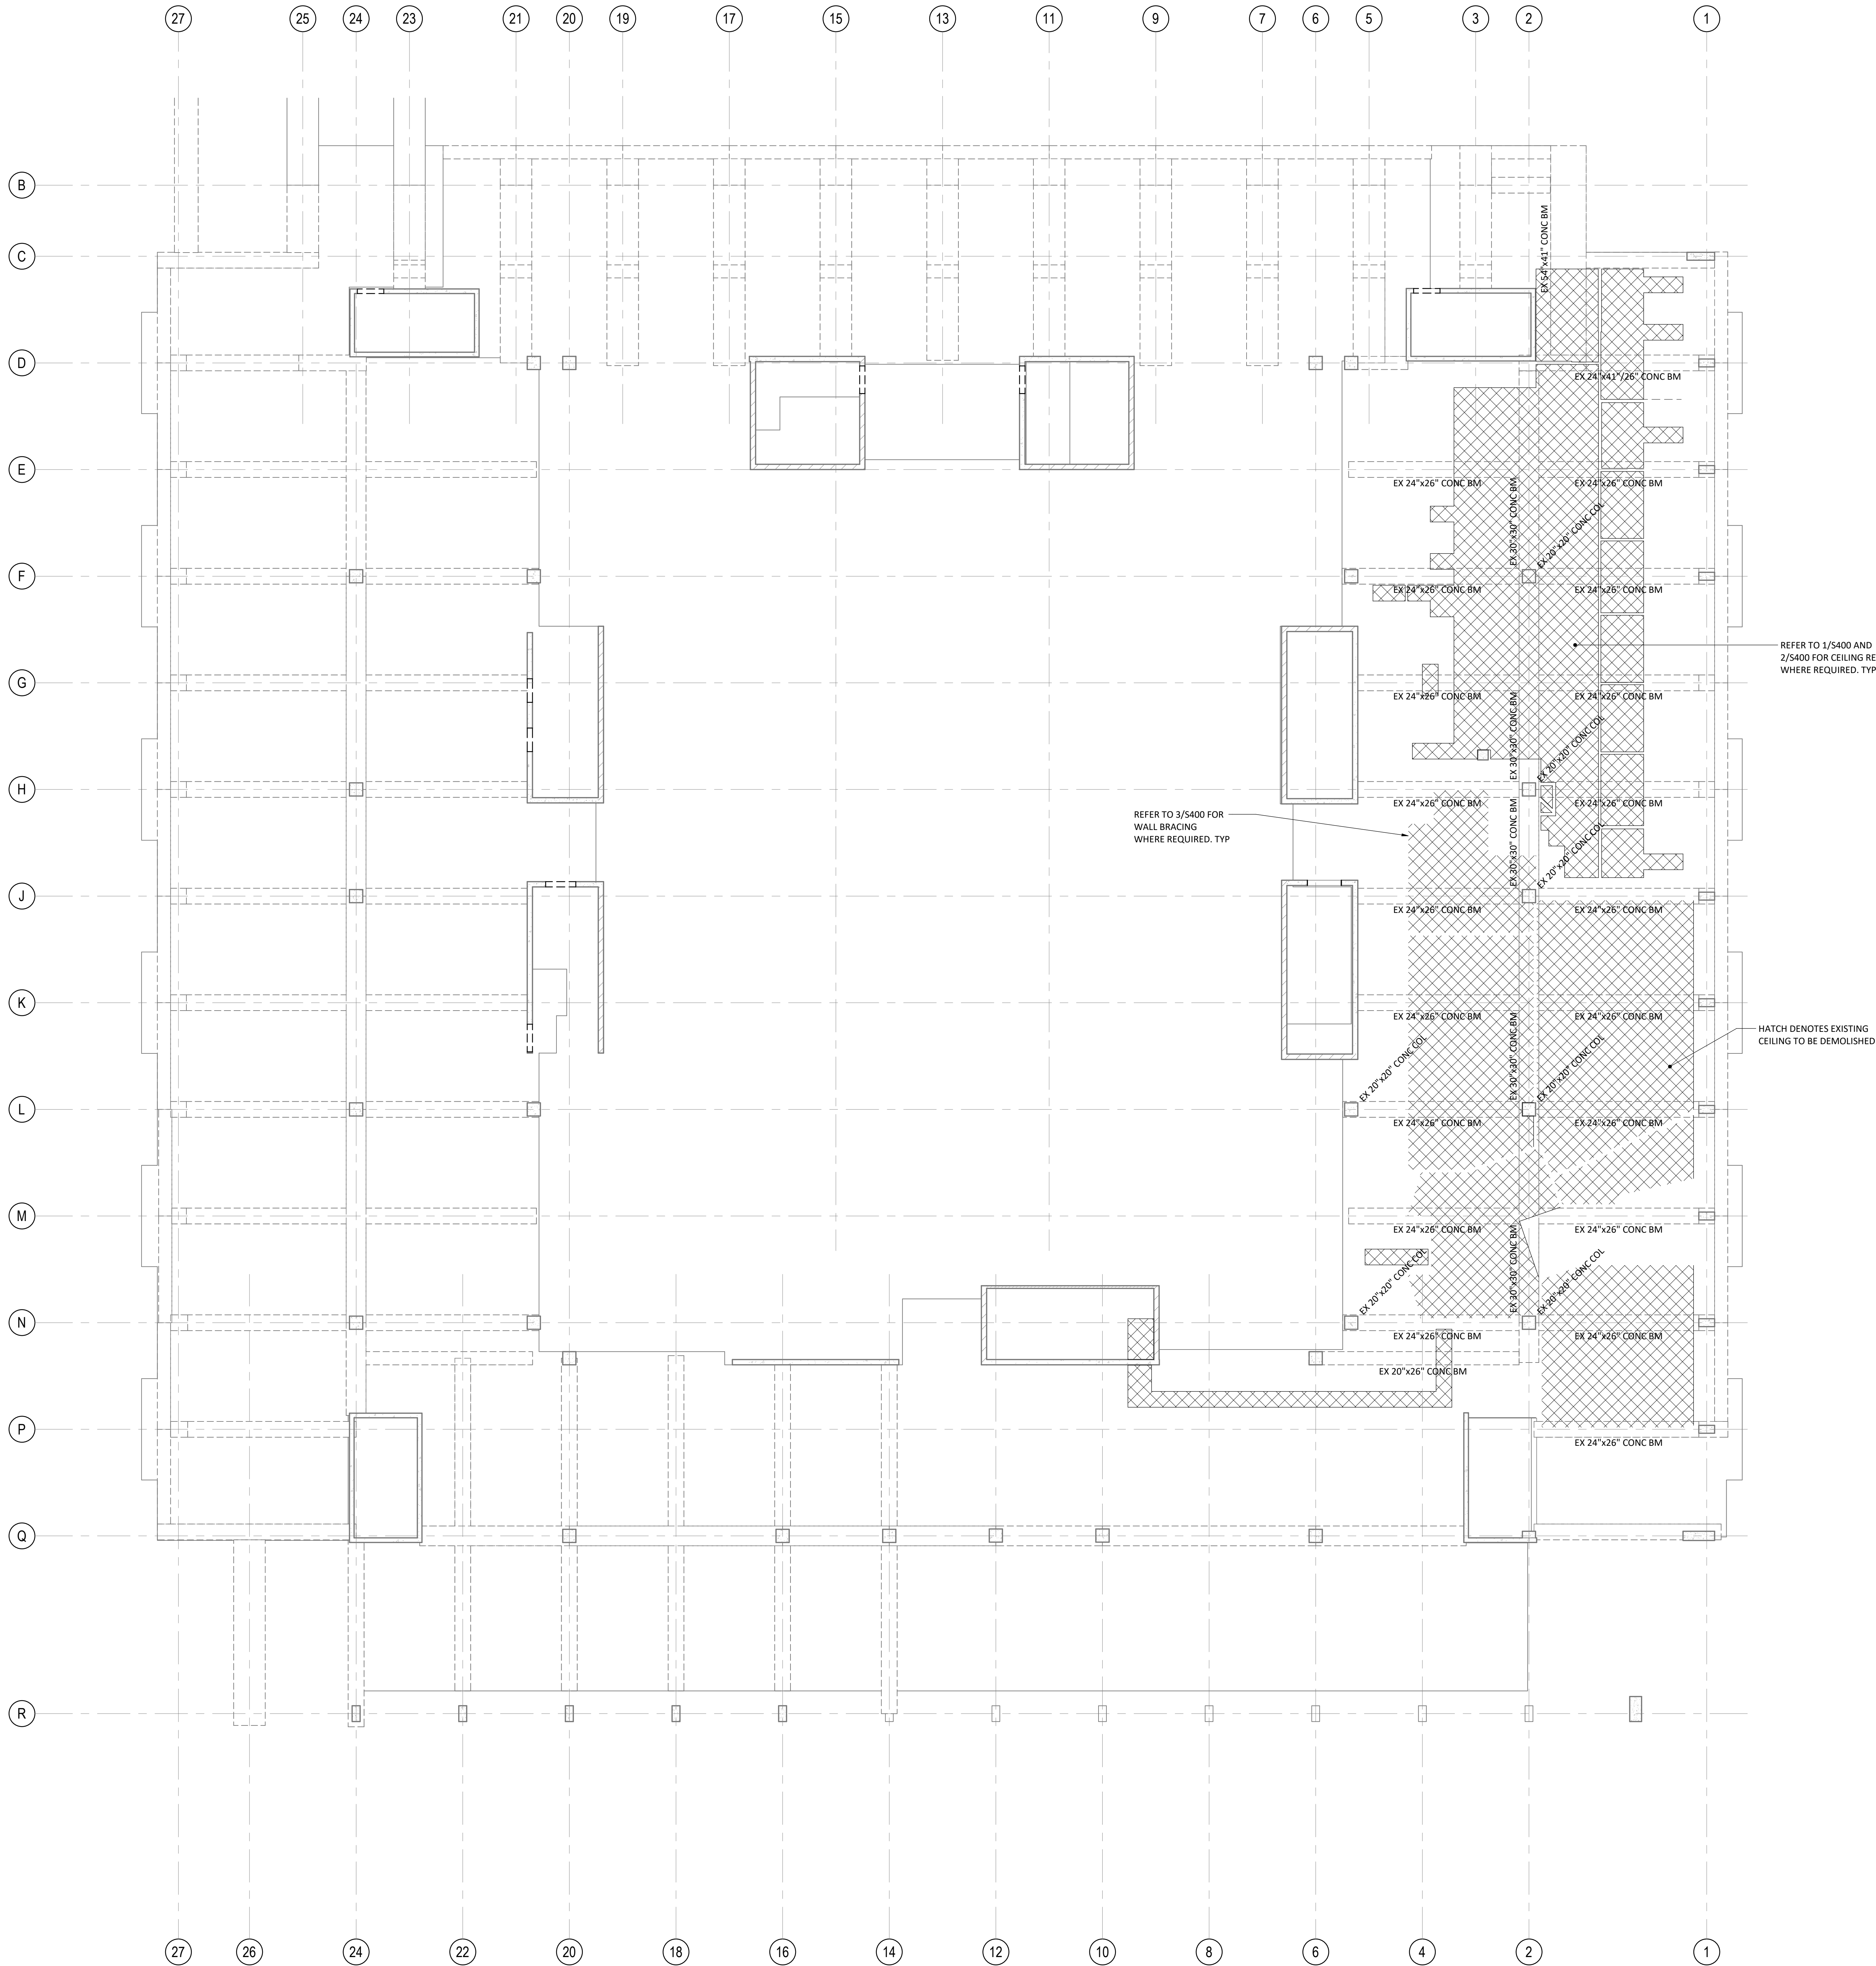 27
25
24
23
21
20
19
17
15
13
11
9
7
6
5
3
2
1
B
C
D
E
F
G
H
J
K
L
M
N
P
Q
R
EX 54"x41" CONC BM
EX 24"x41"/26" CONC BM
EX 24"x26" CONC BM
EX 24"x26" CONC BM
EX 30"x30" CONC BM
EX 20"x20" CONC COL
EX 24"x26" CONC BM
EX 24"x26" CONC BM
REFER TO 1/S400 AND
2/S400 FOR CEILING RE
WHERE REQUIRED. TYP
EX 24"x26" CONC BM
EX 24"x26" CONC BM
EX 30"x30" CONC BM
EX 20"x20" CONC COL
EX 24"x26" CONC BM
EX 24"x26" CONC BM
REFER TO 3/S400 FOR
WALL BRACING
WHERE REQUIRED. TYP
EX 30"x30" CONC BM
EX 20"x20" CONC COL
EX 24"x26" CONC BM
EX 24"x26" CONC BM
EX 24"x26" CONC BM
EX 24"x26" CONC BM
HATCH DENOTES EXISTING
CEILING TO BE DEMOLISHED
EX 20"x20" CONC COL
EX 30"x30" CONC BM
EX 20"x20" CONC COL
EX 24"x26" CONC BM
EX 24"x26" CONC BM
EX 24"x26" CONC BM
EX 24"x26" CONC BM
EX 20"x20" CONC COL
EX 30"x30" CONC BM
EX 20"x20" CONC COL
EX 24"x26" CONC BM
EX 24"x26" CONC BM
EX 20"x26" CONC BM
EX 24"x26" CONC BM
27
26
24
22
20
18
16
14
12
10
8
6
4
2
1